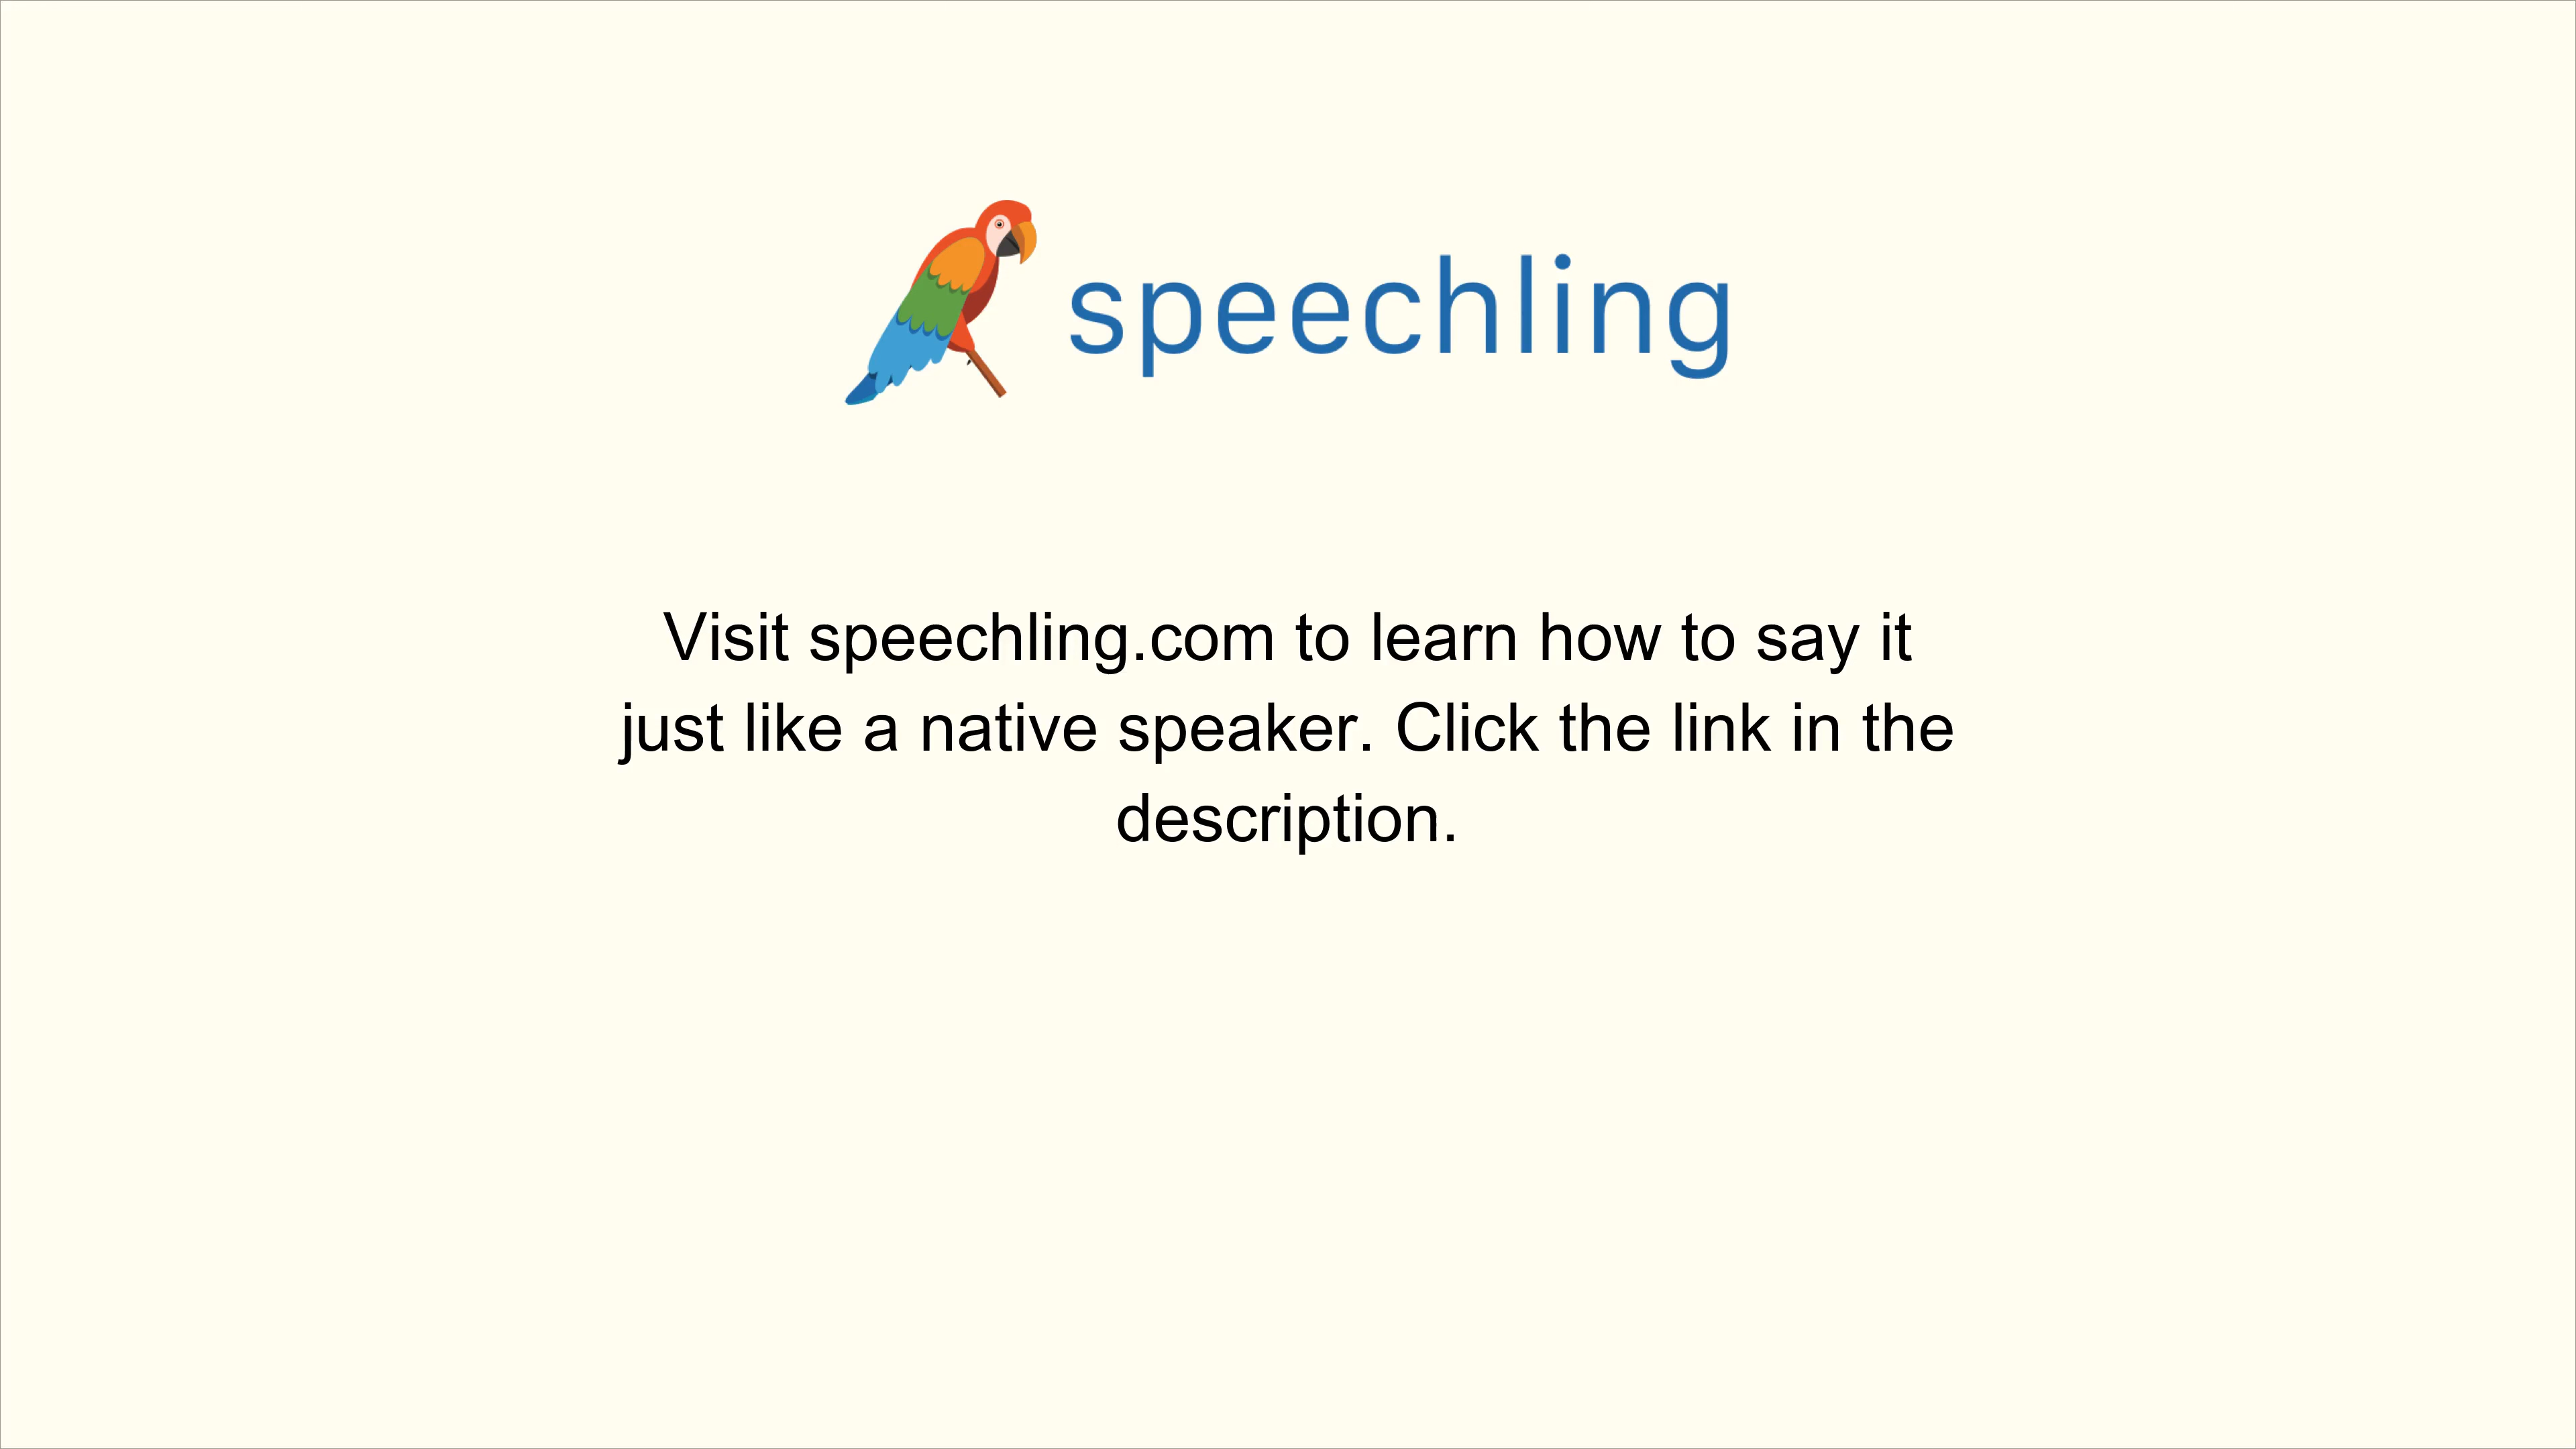 speechling
Visit speechling.com to learn how to say it
just like a native speaker. Click the link in the
description.